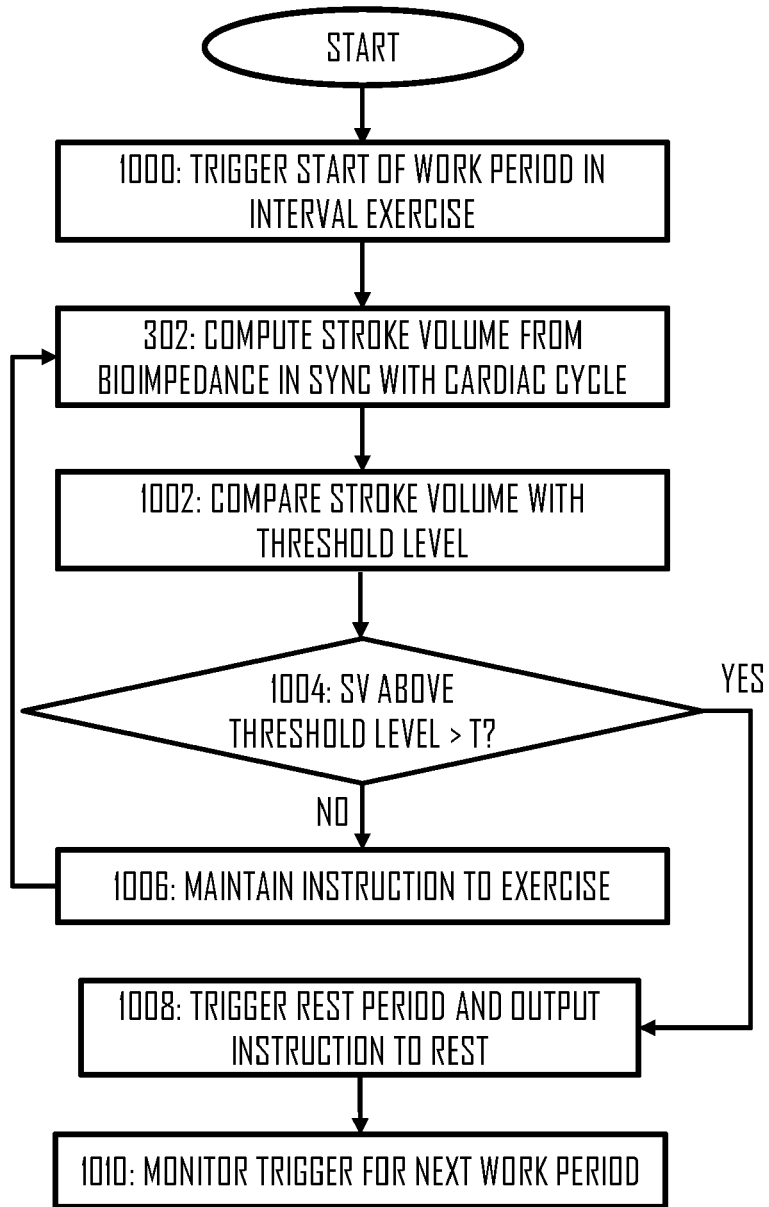 START
1000: TRIGGER START OF WORK PERIOD IN
INTERVAL EXERCISE
302: COMPUTE STROKE VOLUME FROM
BIOIMPEDANCE IN SYNC WITH CARDIAC CYCLE
1002: COMPARE STROKE VOLUME WITH
THRESHOLD LEVEL
1004: SV ABOVE
THRESHOLD LEVEL > T?
YES
NO
1006: MAINTAIN INSTRUCTION TO EXERCISE
1008: TRIGGER REST PERIOD AND OUTPUT
INSTRUCTION TO REST
1010: MONITOR TRIGGER FOR NEXT WORK PERIOD